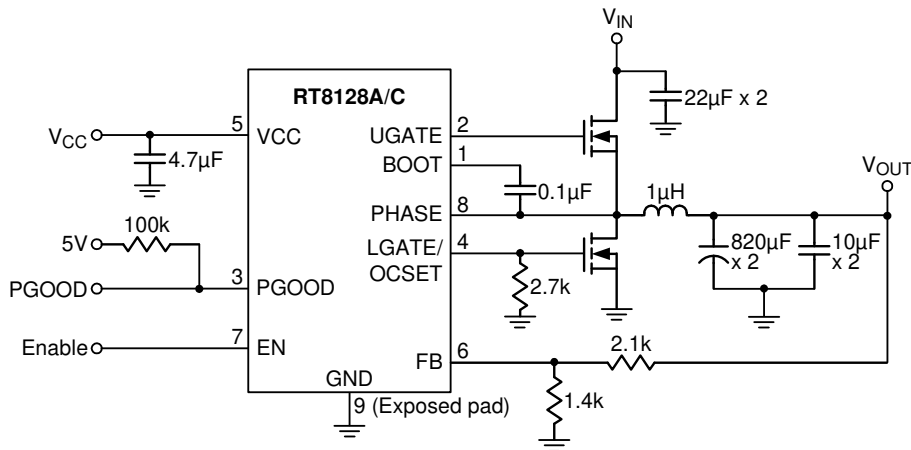 V_IN
RT8128A/C
22µF x 2
V_CC
5
VCC
UGATE
2
4.7µF
BOOT
1
0.1µF
V_OUT
1µH
100k
PHASE
8
5V
LGATE/
OCSET
4
820µF
x 2
10µF
x 2
PGOOD
3
PGOOD
2.7k
Enable
7
EN
2.1k
FB
6
GND
9 (Exposed pad)
1.4k